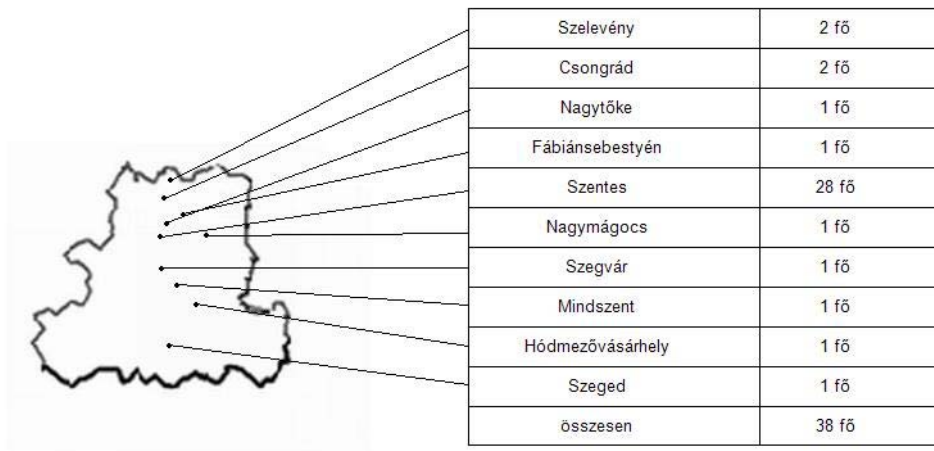 Szelevény 2 fő
Csongrád 2 fő
Nagytőke 1 fő
Fábiánsebestyén 1 fő
Szentes 28 fő
Nagymágocs 1 fő
Szegvár 1 fő
Mindszent 1 fő
Hódmezővásárhely 1 fő
Szeged 1 fő
összesen 38 fő